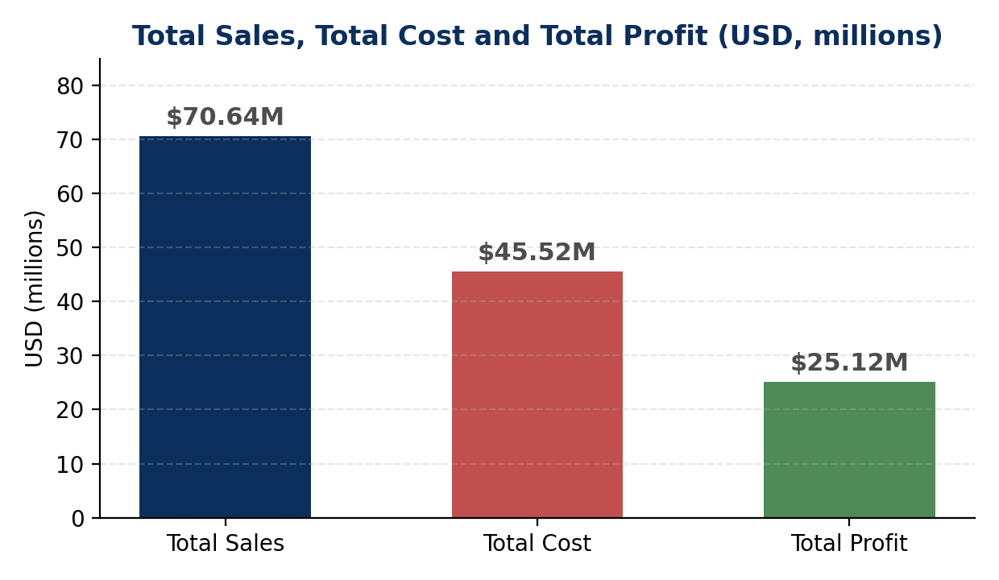 Total Sales, Total Cost and Total Profit (USD, millions)
USD (millions)
80
70
60
50
40
30
20
10
0
$70.64M
$45.52M
$25.12M
Total Sales
Total Cost
Total Profit